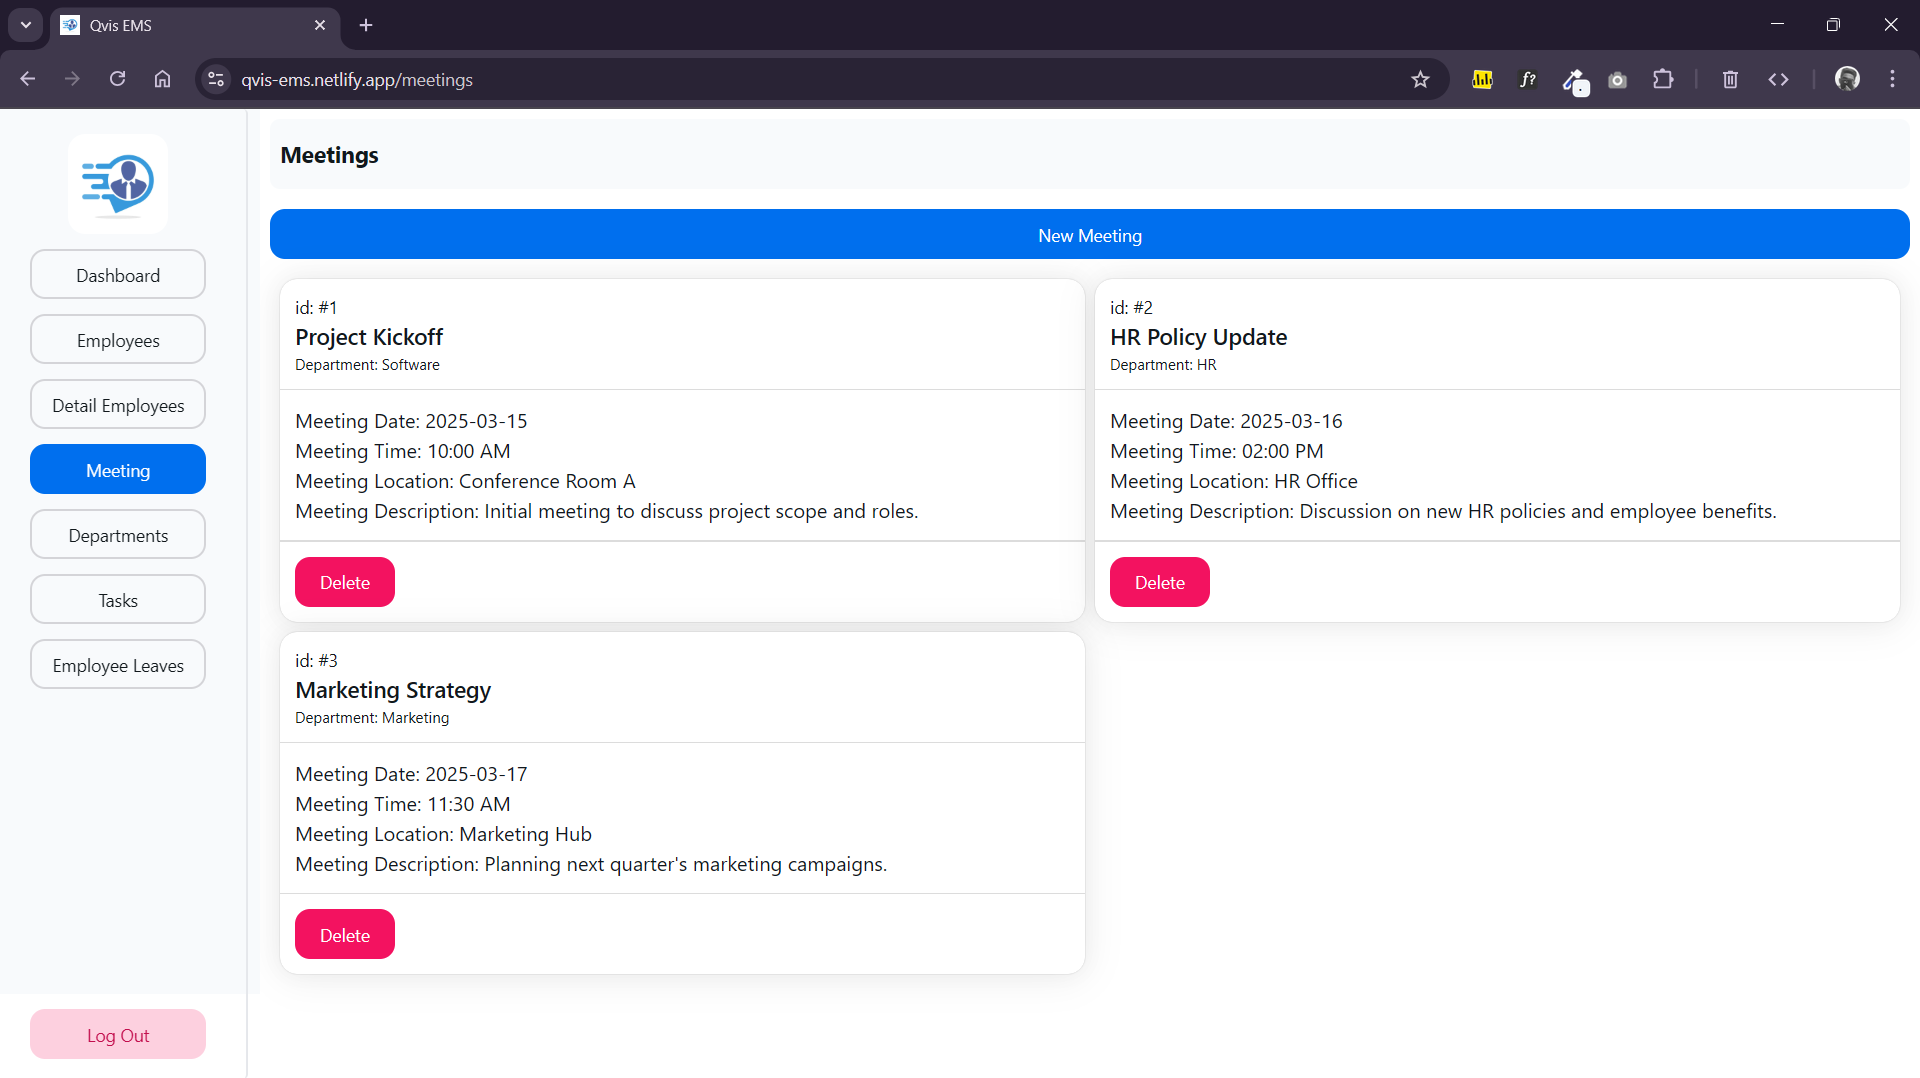 Qvis EMS
qvis-ems.netlify.app/meetings
f?
Dashboard
Employees
Detail Employees
Meeting
Departments
Tasks
Employee Leaves
Log Out
Meetings
New Meeting
id: #1
Project Kickoff
Department: Software
Meeting Date: 2025-03-15
Meeting Time: 10:00 AM
Meeting Location: Conference Room A
Meeting Description: Initial meeting to discuss project scope and roles.
Delete
id: #2
HR Policy Update
Department: HR
Meeting Date: 2025-03-16
Meeting Time: 02:00 PM
Meeting Location: HR Office
Meeting Description: Discussion on new HR policies and employee benefits.
Delete
id: #3
Marketing Strategy
Department: Marketing
Meeting Date: 2025-03-17
Meeting Time: 11:30 AM
Meeting Location: Marketing Hub
Meeting Description: Planning next quarter's marketing campaigns.
Delete